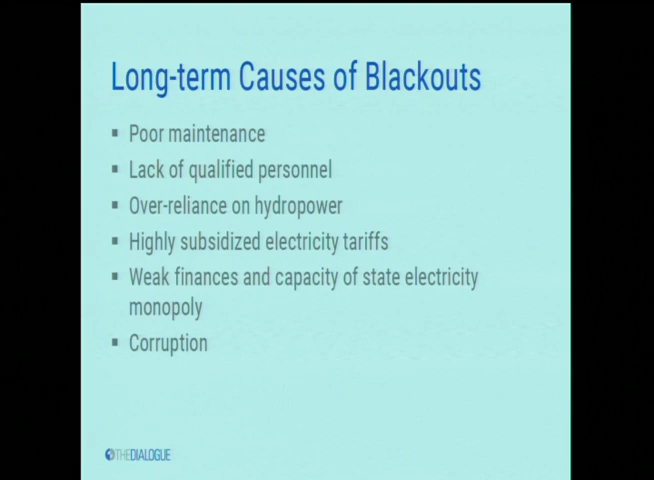 Long-term Causes of Blackouts
▪ Poor maintenance
▪ Lack of qualified personnel
▪ Over-reliance on hydropower
▪ Highly subsidized electricity tariffs
▪ Weak finances and capacity of state electricity
monopoly
▪ Corruption
THEDIALOGUE